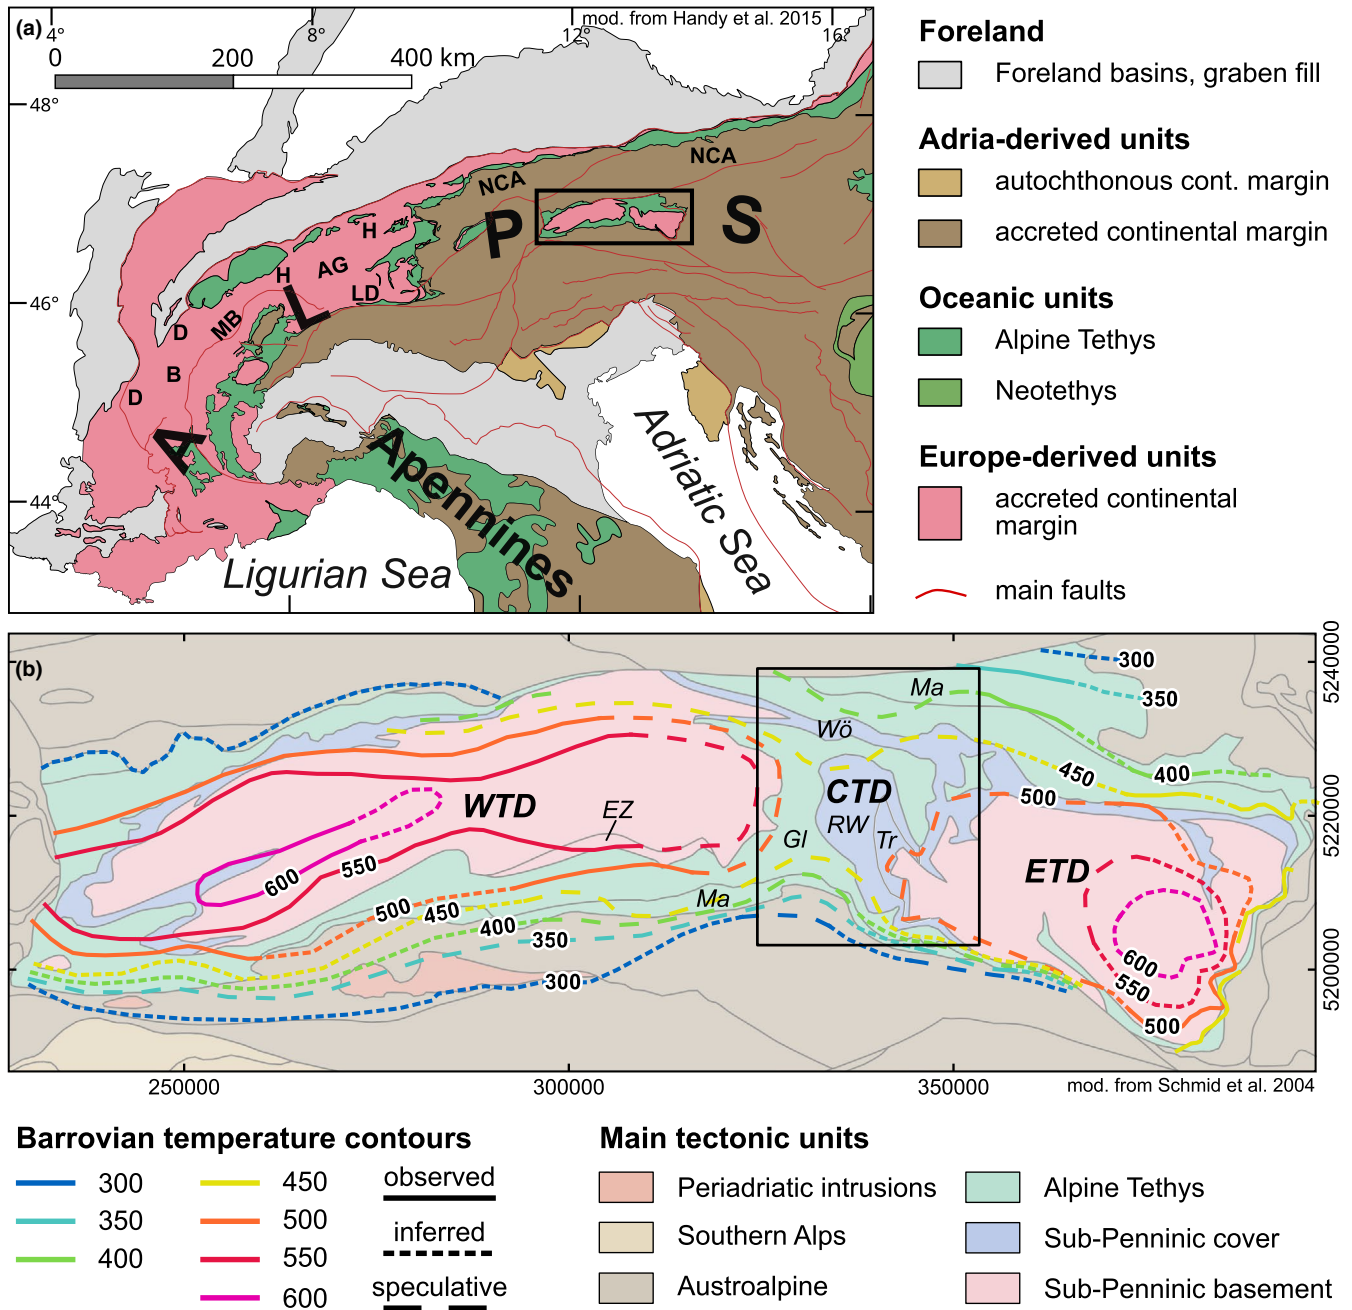 (a)
4°
8°
12°
16°
mod. from Handy et al. 2015
0
200
400 km
48°
46°
44°
NCA
NCA
P
S
H
H
AG
LD
L
D
MB
B
D
A
Apennines
Adriatic Sea
Ligurian Sea
Foreland
Foreland basins, graben fill
Adria-derived units
autochthonous cont. margin
accreted continental margin
Oceanic units
Alpine Tethys
Neotethys
Europe-derived units
accreted continental
margin
main faults
(b)
300
350
Ma
Wö
450
400
500
WTD
EZ
CTD
RW
Tr
Gl
ETD
600
550
500
450
400
350
300
Ma
600
550
500
5240000
5220000
5200000
250000
300000
350000
mod. from Schmid et al. 2004
Barrovian temperature contours
300
350
400
450
500
550
600
observed
inferred
speculative
Main tectonic units
Periadriatic intrusions
Southern Alps
Austroalpine
Alpine Tethys
Sub-Penninic cover
Sub-Penninic basement